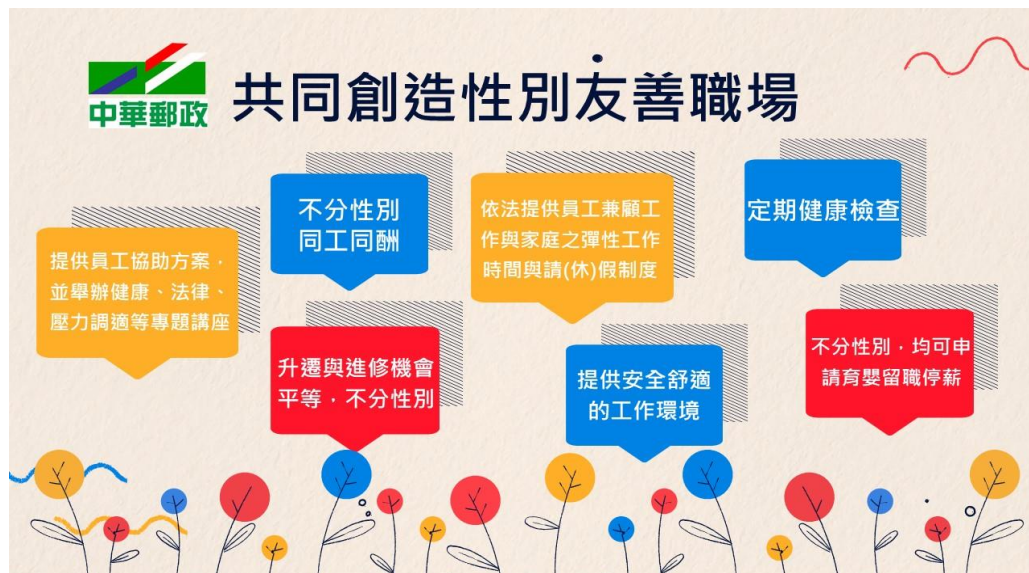 中華郵政
共同創造性別友善職場
提供員工協助方案，
並舉辦健康、法律、
壓力調適等專題講座
不分性別
同工同酬
升遷與進修機會
平等，不分性別
依法提供員工兼顧工
作與家庭之彈性工作
時間與請(休)假制度
提供安全舒適
的工作環境
定期健康檢查
不分性別，均可申
請育嬰留職停薪